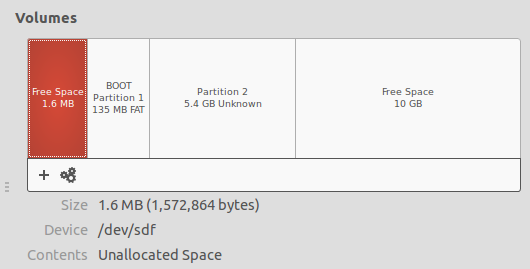 Volumes
Free Space
1.6 MB
BOOT
Partition 1
135 MB FAT
Partition 2
5.4 GB Unknown
Free Space
10 GB
Size 1.6 MB (1,572,864 bytes)
Device /dev/sdf
Contents Unallocated Space